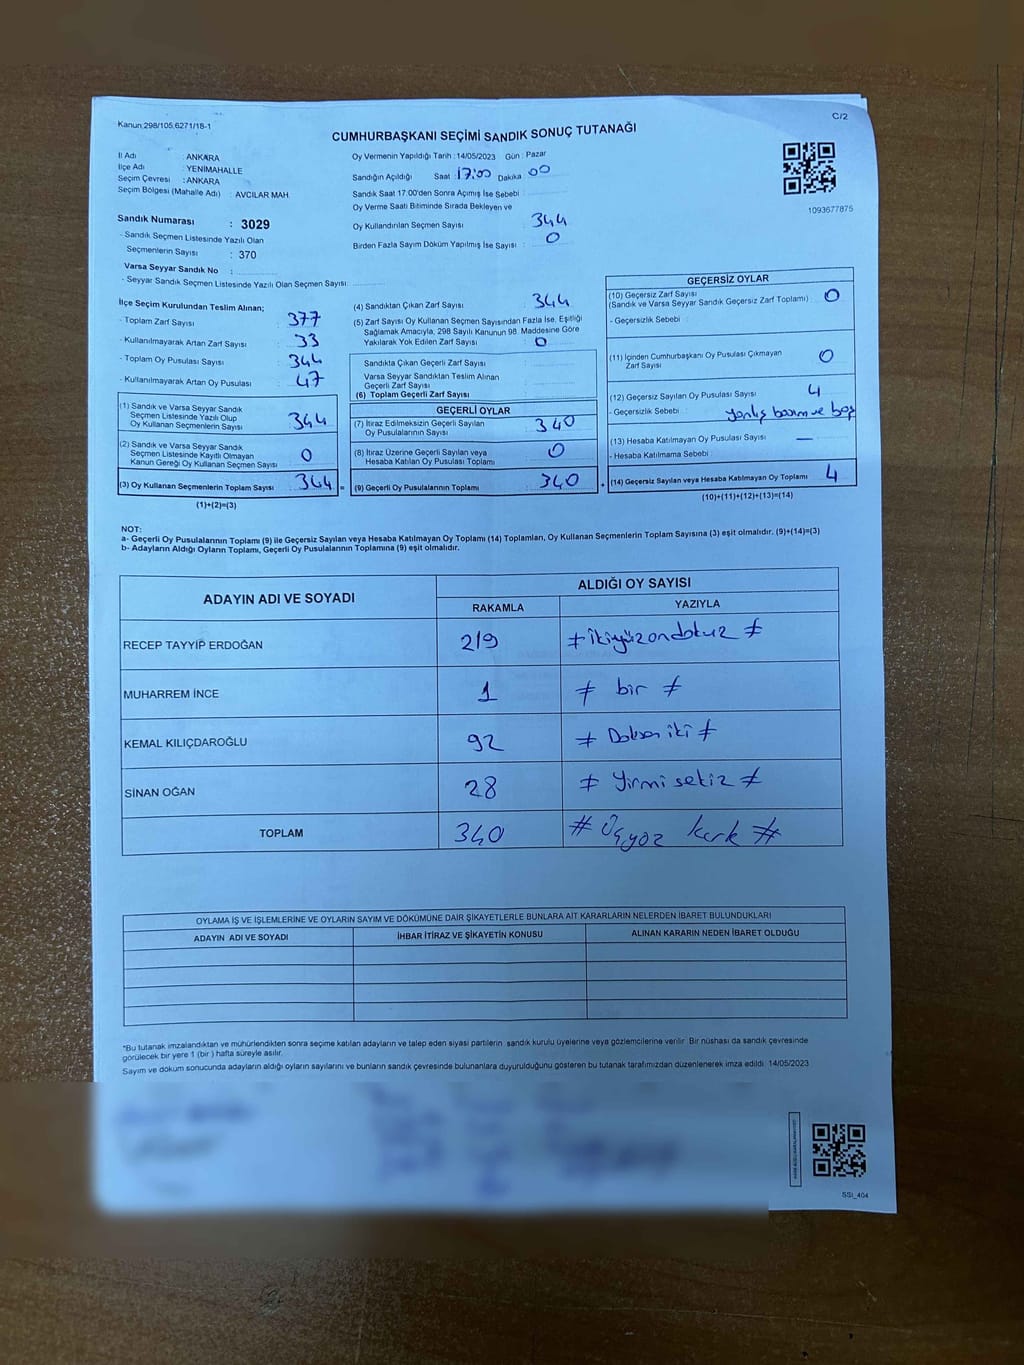 C/2
Kanun:298/105,6271/18-1
CUMHURBAŞKANI SEÇİMİ SANDIK SONUÇ TUTANAĞI
İl Adı : ANKARA
İlçe Adı : YENİMAHALLE
Seçim Çevresi : ANKARA
Seçim Bölgesi (Mahalle Adı) : AVCILAR MAH.
Sandık Numarası : 3029
- Sandık Seçmen Listesinde Yazılı Olan
Seçmenlerin Sayısı : 370
Varsa Seyyar Sandık No :
- Seyyar Sandık Seçmen Listesinde Yazılı Olan Seçmen Sayısı:
Oy Vermenin Yapıldığı Tarih : 14/05/2023 Gün : Pazar
Sandığın Açıldığı Saat : 17:00 Dakika 00
Sandık Saat 17.00'den Sonra Açımış İse Sebebi :
Oy Verme Saati Bitiminde Sırada Bekleyen ve
Oy Kullandırılan Seçmen Sayısı : 344
Birden Fazla Sayım Döküm Yapılmış İse Sayısı : 0
1093677875
İlçe Seçim Kurulundan Teslim Alınan;
- Toplam Zarf Sayısı : 377
- Kullanılmayarak Artan Zarf Sayısı : 33
- Toplam Oy Pusulası Sayısı : 344
- Kullanılmayarak Artan Oy Pusulası : 47
(1) Sandık ve Varsa Seyyar Sandık
Seçmen Listesinde Yazılı Olup
Oy Kullanan Seçmenlerin Sayısı : 344
(2) Sandık ve Varsa Seyyar Sandık
Seçmen Listesinde Kayıtlı Olmayan
Kanun Gereği Oy Kullanan Seçmen Sayısı : 0
(3) Oy Kullanan Seçmenlerin Toplam Sayısı : 344 =
(1)+(2)=(3)
(4) Sandıktan Çıkan Zarf Sayısı : 344
(5) Zarf Sayısı Oy Kullanan Seçmen Sayısından Fazla İse, Eşitliği
Sağlamak Amacıyla, 298 Sayılı Kanunun 98. Maddesine Göre
Yakılarak Yok Edilen Zarf Sayısı : 0
Sandıkta Çıkan Geçerli Zarf Sayısı :
Varsa Seyyar Sandıktan Teslim Alınan
Geçerli Zarf Sayısı :
(6) Toplam Geçerli Zarf Sayısı :
GEÇERLİ OYLAR
(7) İtiraz Edilmeksizin Geçerli Sayılan
Oy Pusulalarının Sayısı : 340
(8) İtiraz Üzerine Geçerli Sayılan veya
Hesaba Katılan Oy Pusulası Toplamı : 0
(9) Geçerli Oy Pusulalarının Toplamı : 340 +
GEÇERSİZ OYLAR
(10) Geçersiz Zarf Sayısı
(Sandık ve Varsa Seyyar Sandık Geçersiz Zarf Toplamı) : 0
- Geçersizlik Sebebi :
(11) İçinden Cumhurbaşkanı Oy Pusulası Çıkmayan
Zarf Sayısı : 0
(12) Geçersiz Sayılan Oy Pusulası Sayısı : 4
- Geçersizlik Sebebi : yanlış basım ve boş
(13) Hesaba Katılmayan Oy Pusulası Sayısı : —
- Hesaba Katılmama Sebebi :
(14) Geçersiz Sayılan veya Hesaba Katılmayan Oy Toplamı : 4
(10)+(11)+(12)+(13)=(14)
NOT:
a- Geçerli Oy Pusulalarının Toplamı (9) ile Geçersiz Sayılan veya Hesaba Katılmayan Oy Toplamı (14) Toplamları, Oy Kullanan Seçmenlerin Toplam Sayısına (3) eşit olmalıdır. (9)+(14)=(3)
b- Adayların Aldığı Oyların Toplamı, Geçerli Oy Pusulalarının Toplamına (9) eşit olmalıdır.
ADAYIN ADI VE SOYADI ALDIĞI OY SAYISI
RAKAMLA YAZIYLA
RECEP TAYYİP ERDOĞAN 219 # ikiyüzondokuz #
MUHARREM İNCE 1 # bir #
KEMAL KILIÇDAROĞLU 92 # Doksan iki #
SİNAN OĞAN 28 # Yirmi sekiz #
TOPLAM 340 # Üçyüz kırk #
OYLAMA İŞ VE İŞLEMLERİNE VE OYLARIN SAYIM VE DÖKÜMÜNE DAİR ŞİKAYETLERLE BUNLARA AİT KARARLARIN NELERDEN İBARET BULUNDUKLARI
ADAYIN ADI VE SOYADI İHBAR İTİRAZ VE ŞİKAYETİN KONUSU ALINAN KARARIN NEDEN İBARET OLDUĞU
*Bu tutanak imzalandıktan ve mühürlendikten sonra seçime katılan adayların ve talep eden siyasi partilerin sandık kurulu üyelerine veya gözlemcilerine verilir. Bir nüshası da sandık çevresinde
görülecek bir yere 1 (bir ) hafta süreyle asılır.
Sayım ve döküm sonucunda adayların aldığı oyların sayılarını ve bunların sandık çevresinde bulunanlara duyurulduğunu gösteren bu tutanak tarafımızdan düzenlenerek imza edildi. 14/05/2023
SSI_404